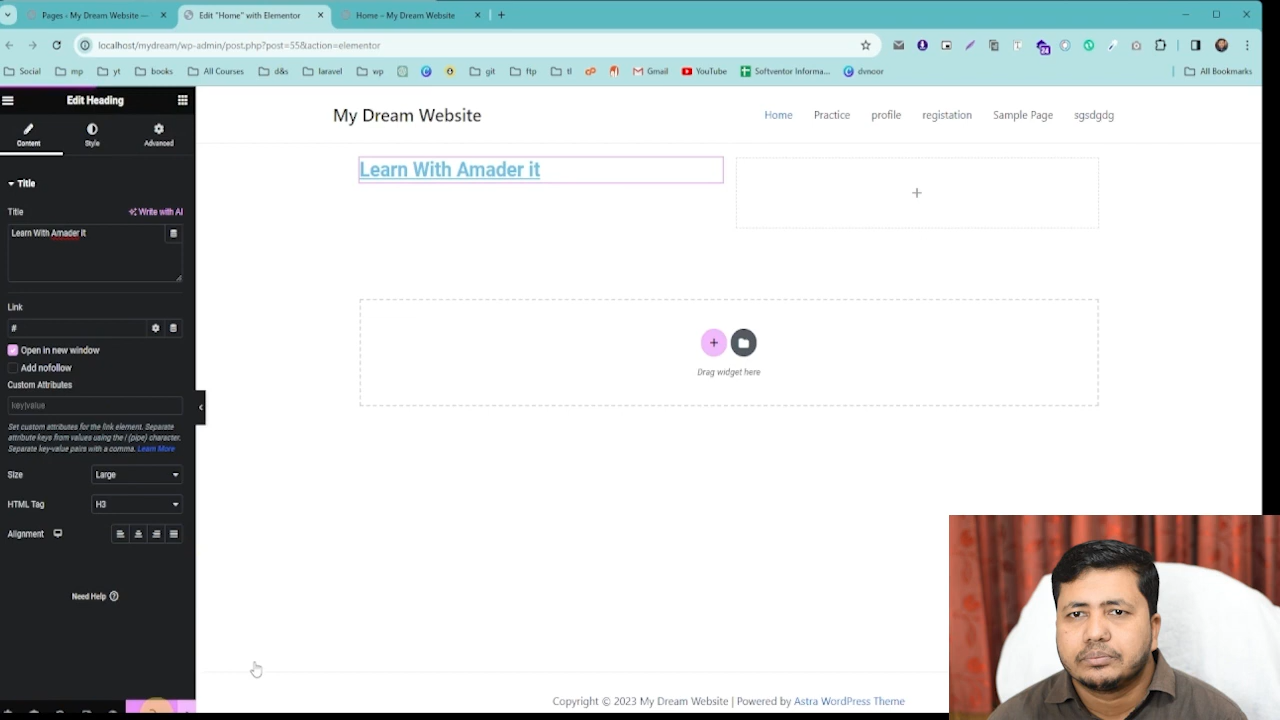 Pages - My Dream Website —
Edit "Home" with Elementor
Home – My Dream Website
localhost/mydream/wp-admin/post.php?post=55&action=elementor
Social
mp
yt
books
All Courses
d&s
laravel
wp
git
ftp
tl
Gmail
YouTube
Softventor Informa...
dvnoor
All Bookmarks
Edit Heading
Content
Style
Advanced
Title
Title
Write with AI
Learn With Amader it
Link
#
Open in new window
Add nofollow
Custom Attributes
key|value
Set custom attributes for the link element. Separate
attribute keys from values using the | (pipe) character.
Separate key-value pairs with a comma. Learn More
Size
Large
HTML Tag
H3
Alignment
Need Help
My Dream Website
Home
Practice
profile
registation
Sample Page
sgsdgdg
Learn With Amader it
Drag widget here
Copyright © 2023 My Dream Website | Powered by Astra WordPress Theme